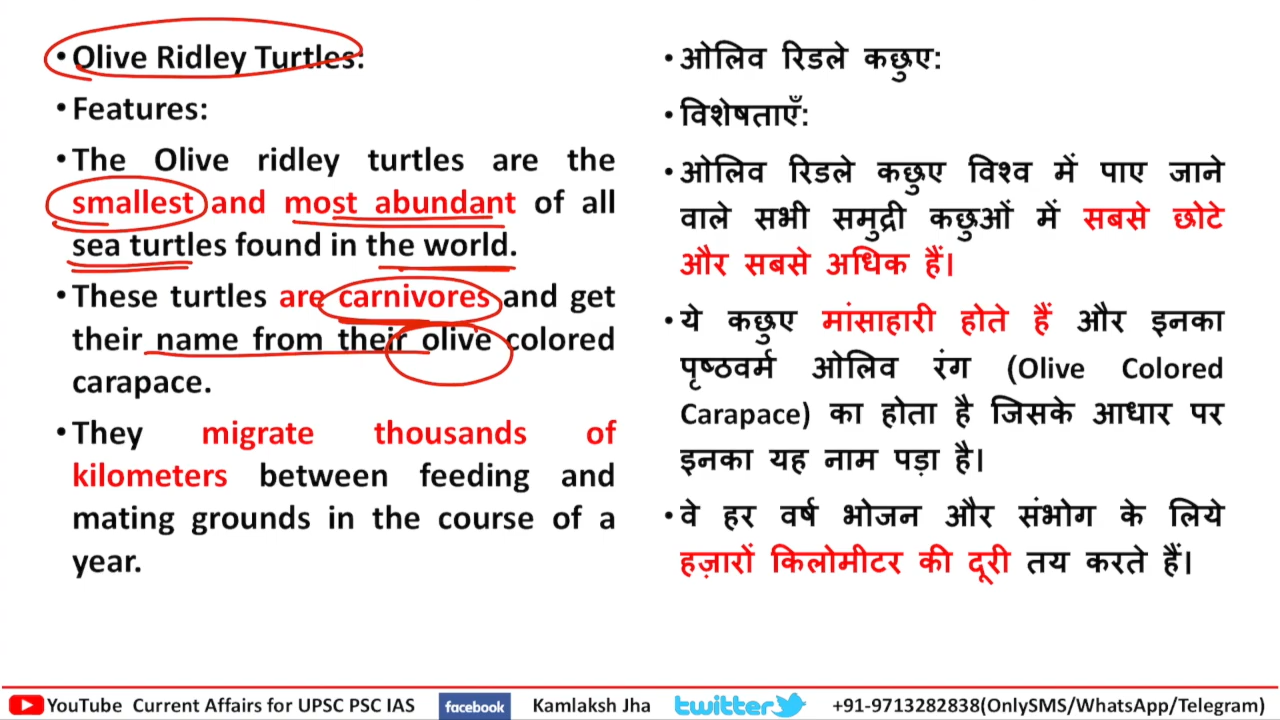 • Olive Ridley Turtles:
• Features:
• The Olive ridley turtles are the
smallest and most abundant of all
sea turtles found in the world.
• These turtles are carnivores and get
their name from their olive colored
carapace.
• They migrate thousands of
kilometers between feeding and
mating grounds in the course of a
year.
• ओलिव रिडले कछुए:
• विशेषताएँ:
• ओलिव रिडले कछुए विश्व में पाए जाने
वाले सभी समुद्री कछुओं में सबसे छोटे
और सबसे अधिक हैं।
• ये कछुए मांसाहारी होते हैं और इनका
पृष्ठवर्म ओलिव रंग (Olive Colored
Carapace) का होता है जिसके आधार पर
इनका यह नाम पड़ा है।
• वे हर वर्ष भोजन और संभोग के लिये
हज़ारों किलोमीटर की दूरी तय करते हैं।
YouTube Current Affairs for UPSC PSC IAS facebook Kamlaksh Jha twitter +91-9713282838(OnlySMS/WhatsApp/Telegram)